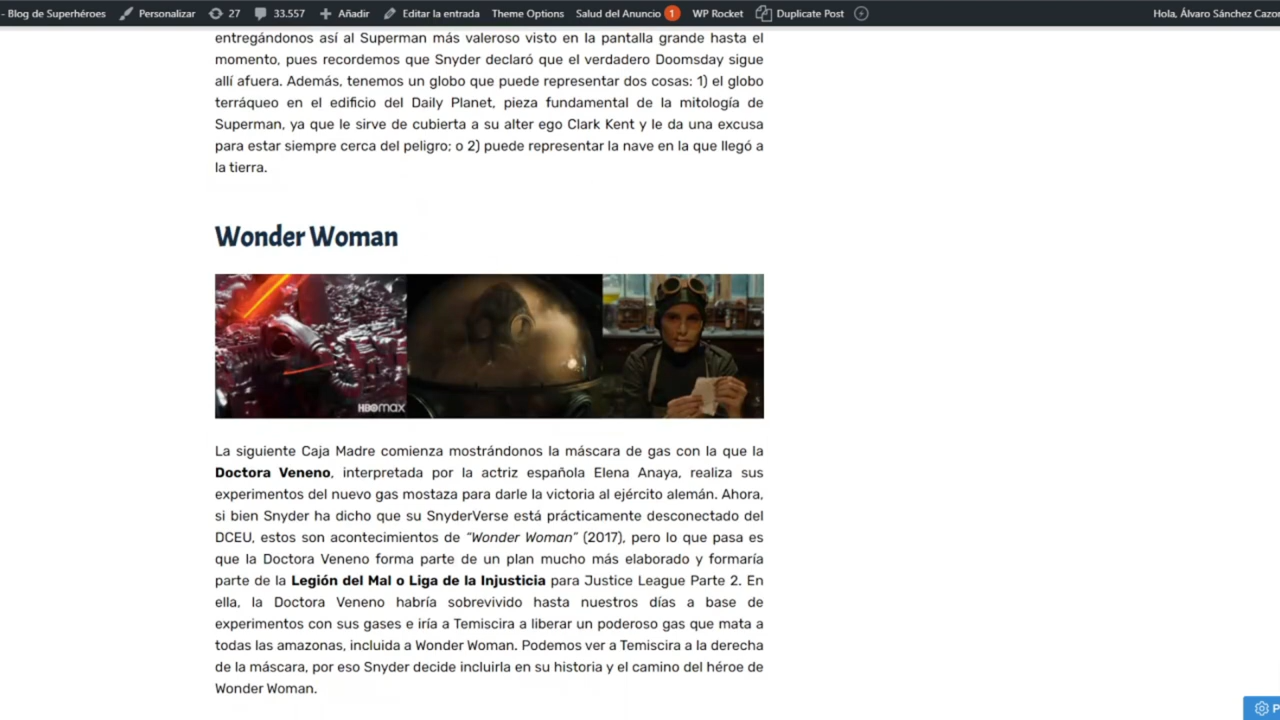 - Blog de Superhéroes Personalizar 27 33.557 Añadir Editar la entrada Theme Options Salud del Anuncio 1 WP Rocket Duplicate Post Hola, Álvaro Sánchez Cazor
entregándonos así al Superman más valeroso visto en la pantalla grande hasta el
momento, pues recordemos que Snyder declaró que el verdadero Doomsday sigue
allí afuera. Además, tenemos un globo que puede representar dos cosas: 1) el globo
terráqueo en el edificio del Daily Planet, pieza fundamental de la mitología de
Superman, ya que le sirve de cubierta a su alter ego Clark Kent y le da una excusa
para estar siempre cerca del peligro; o 2) puede representar la nave en la que llegó a
la tierra.
Wonder Woman
HBOmax
La siguiente Caja Madre comienza mostrándonos la máscara de gas con la que la
Doctora Veneno, interpretada por la actriz española Elena Anaya, realiza sus
experimentos del nuevo gas mostaza para darle la victoria al ejército alemán. Ahora,
si bien Snyder ha dicho que su SnyderVerse está prácticamente desconectado del
DCEU, estos son acontecimientos de “Wonder Woman” (2017), pero lo que pasa es
que la Doctora Veneno forma parte de un plan mucho más elaborado y formaría
parte de la Legión del Mal o Liga de la Injusticia para Justice League Parte 2. En
ella, la Doctora Veneno habría sobrevivido hasta nuestros días a base de
experimentos con sus gases e iría a Temiscira a liberar un poderoso gas que mata a
todas las amazonas, incluida a Wonder Woman. Podemos ver a Temiscira a la derecha
de la máscara, por eso Snyder decide incluirla en su historia y el camino del héroe de
Wonder Woman.
P